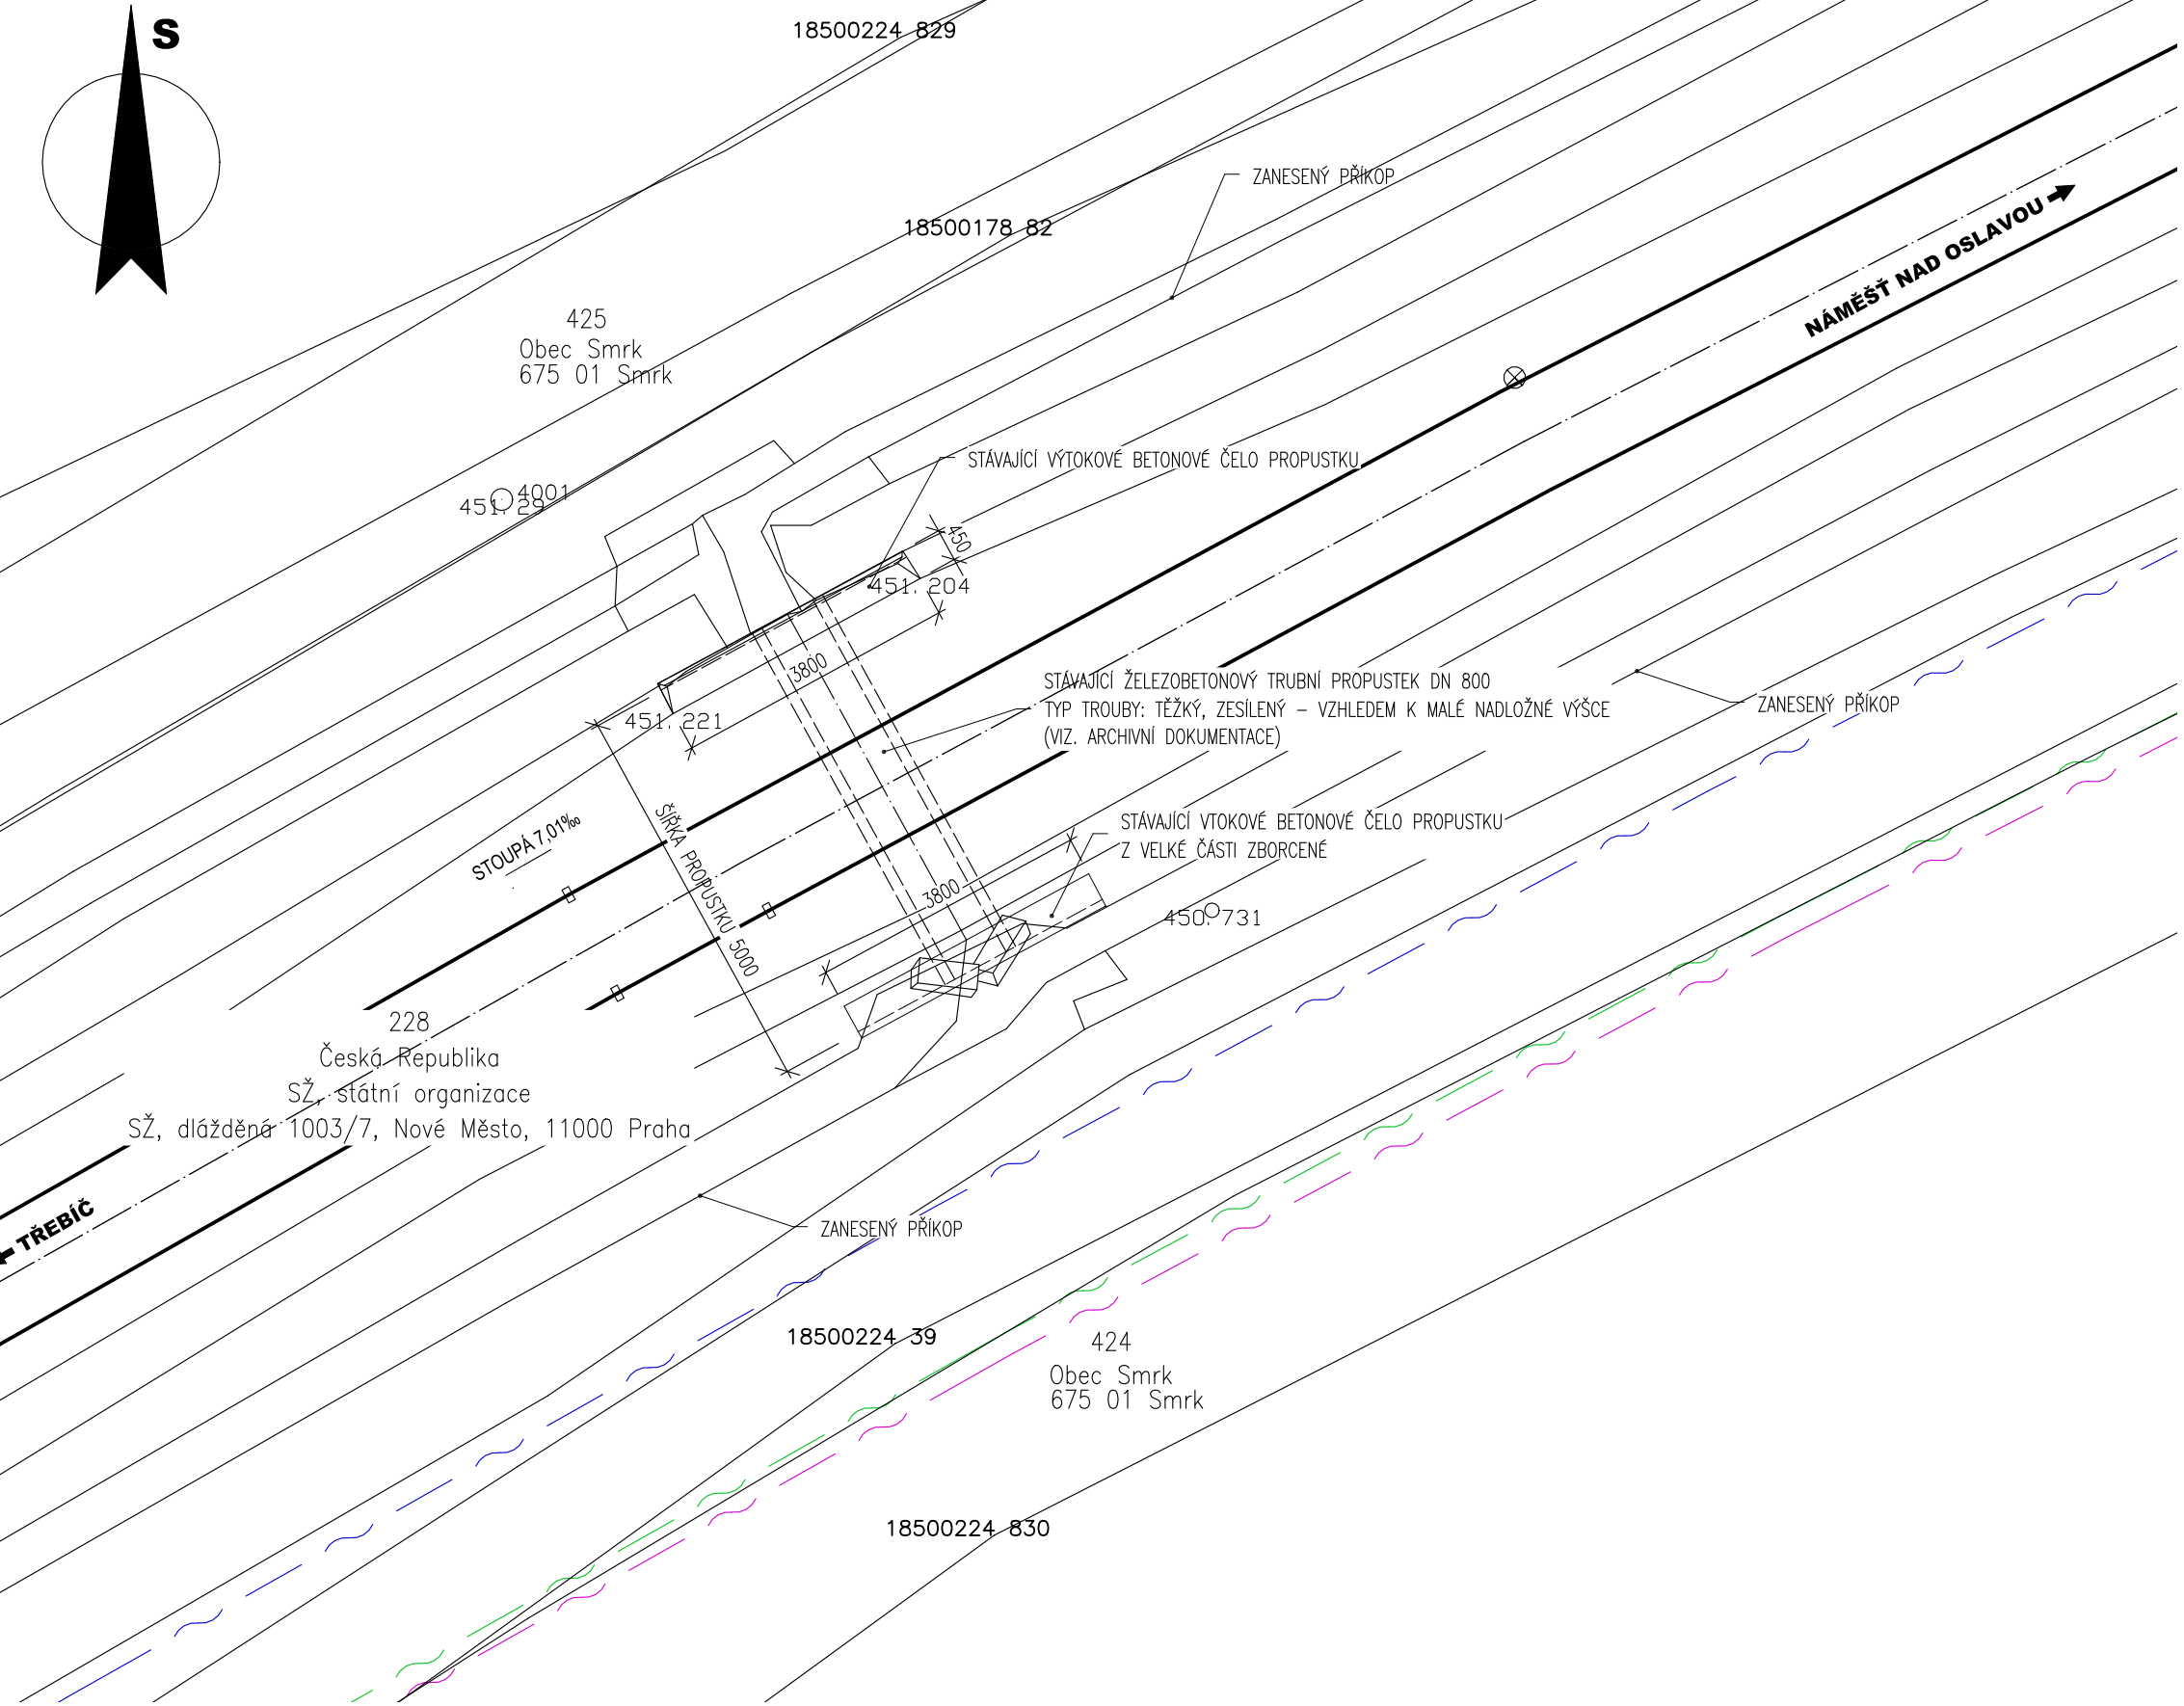 S
18500224 829
ZANESENÝ PŘÍKOP
18500178 82
NÁMĚŠŤ NAD OSLAVOU
425
Obec Smrk
675 01 Smrk
STÁVAJÍCÍ VÝTOKOVÉ BETONOVÉ ČELO PROPUSTKU
4001
451.29
450
451.204
3800
451.221
STÁVAJÍCÍ ŽELEZOBETONOVÝ TRUBNÍ PROPUSTEK DN 800
TYP TROUBY: TĚŽKÝ, ZESÍLENÝ – VZHLEDEM K MALÉ NADLOŽNÉ VÝŠCE
(VIZ. ARCHIVNÍ DOKUMENTACE)
ZANESENÝ PŘÍKOP
STOUPÁ 7,01‰
ŠÍŘKA PROPUSTKU 5000
STÁVAJÍCÍ VTOKOVÉ BETONOVÉ ČELO PROPUSTKU
Z VELKÉ ČÁSTI ZBORCENÉ
3800
450.731
228
Česká Republika
SŽ, státní organizace
SŽ, dlážděná 1003/7, Nové Město, 11000 Praha
TŘEBÍČ
ZANESENÝ PŘÍKOP
18500224 39
424
Obec Smrk
675 01 Smrk
18500224 830